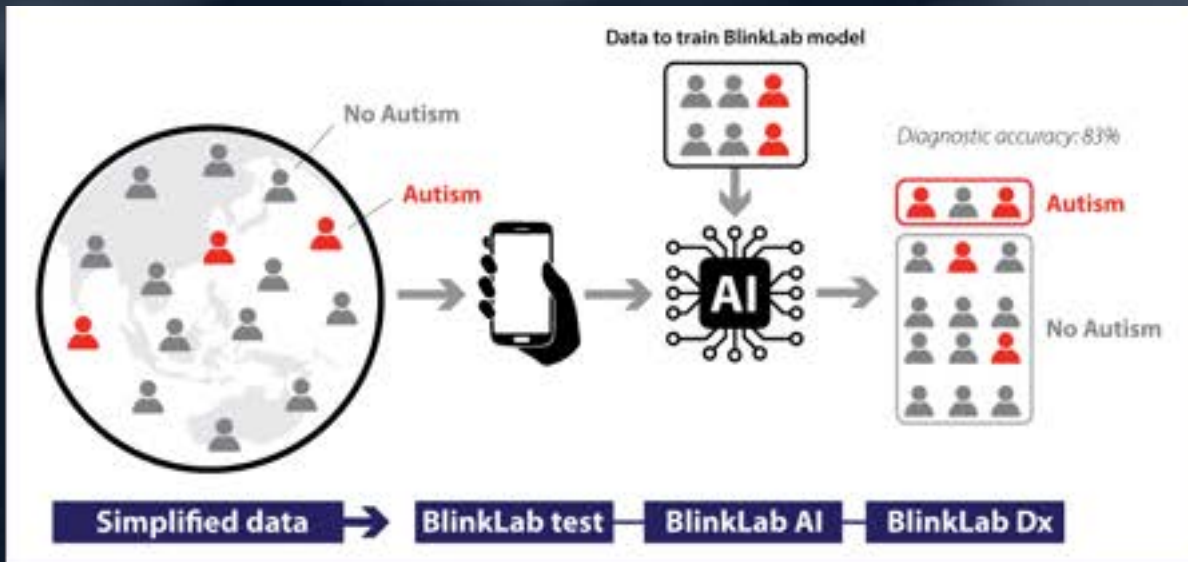 Data to train BlinkLab model
No Autism
Autism
Diagnostic accuracy: 83%
Autism
AI
No Autism
Simplified data
BlinkLab test
BlinkLab AI
BlinkLab Dx